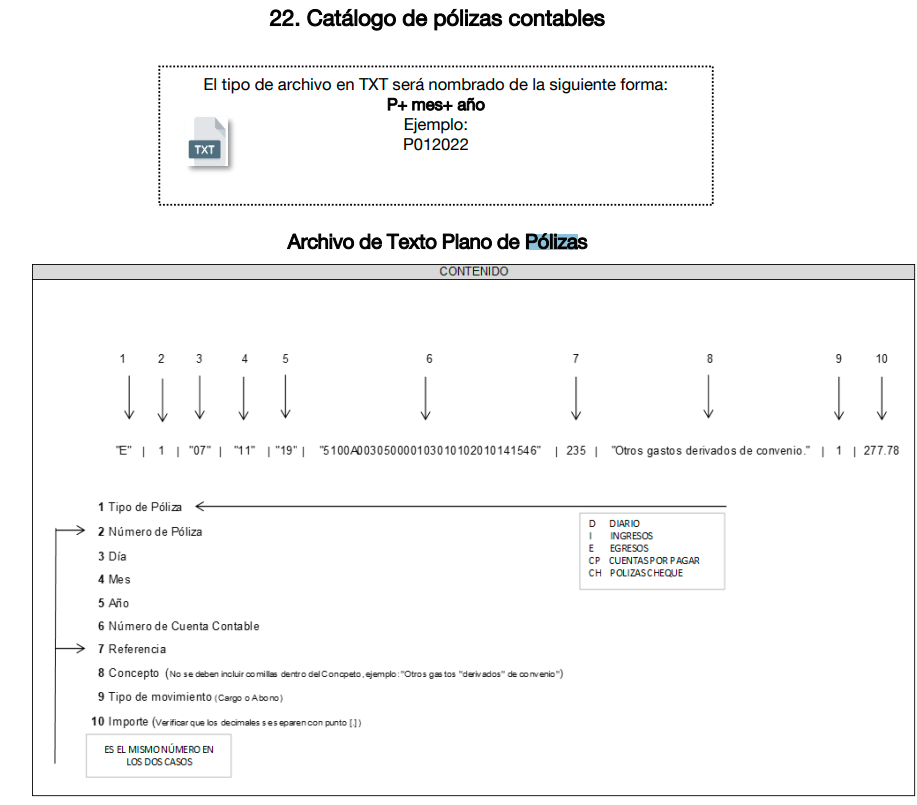 22. Catálogo de pólizas contables
El tipo de archivo en TXT será nombrado de la siguiente forma:
P+ mes+ año
Ejemplo:
P012022
TXT
Archivo de Texto Plano de Pólizas
CONTENIDO
1 2 3 4 5 6 7 8 9 10
"E" | 1 | "07" | "11" | "19" | "5100A003050000103010102010141546" | 235 | "Otros gastos derivados de convenio." | 1 | 277.78
1 Tipo de Póliza
D DIARIO
I INGRESOS
E EGRESOS
CP CUENTAS POR PAGAR
CH POLIZAS CHEQUE
2 Número de Póliza
3 Día
4 Mes
5 Año
6 Número de Cuenta Contable
7 Referencia
8 Concepto (No se deben incluir comillas dentro del Concpeto, ejemplo: "Otros gastos "derivados" de convenio")
9 Tipo de movimiento (Cargo o Abono)
10 Importe (Verificar que los decimales se separen con punto [.])
ES EL MISMO NÚMERO EN
LOS DOS CASOS